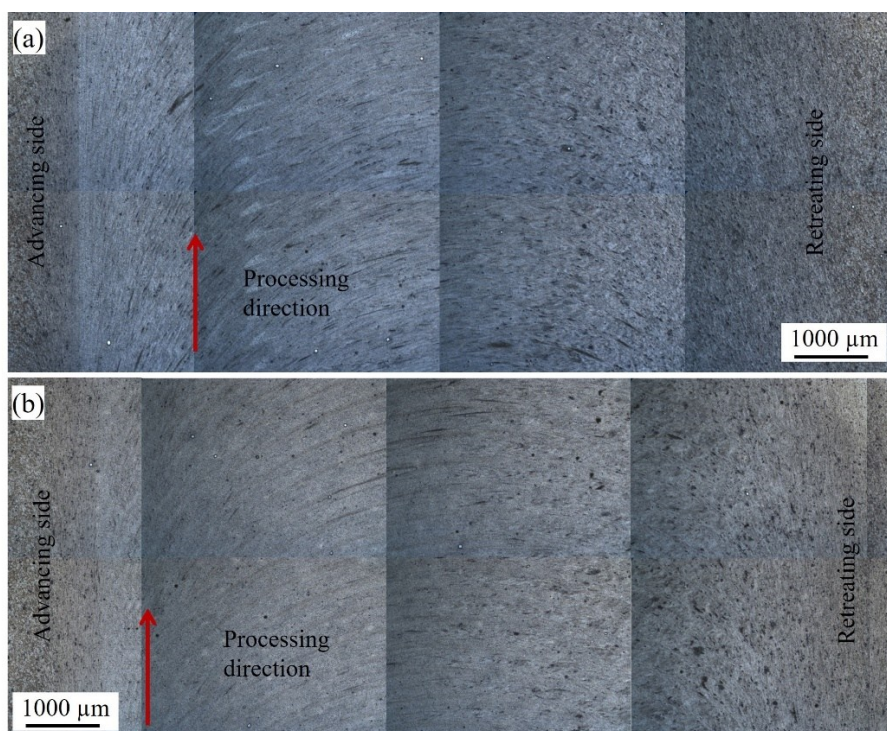 (a)
Advancing side
Processing
direction
Retreating side
1000 µm
(b)
Advancing side
Processing
direction
Retreating side
1000 µm